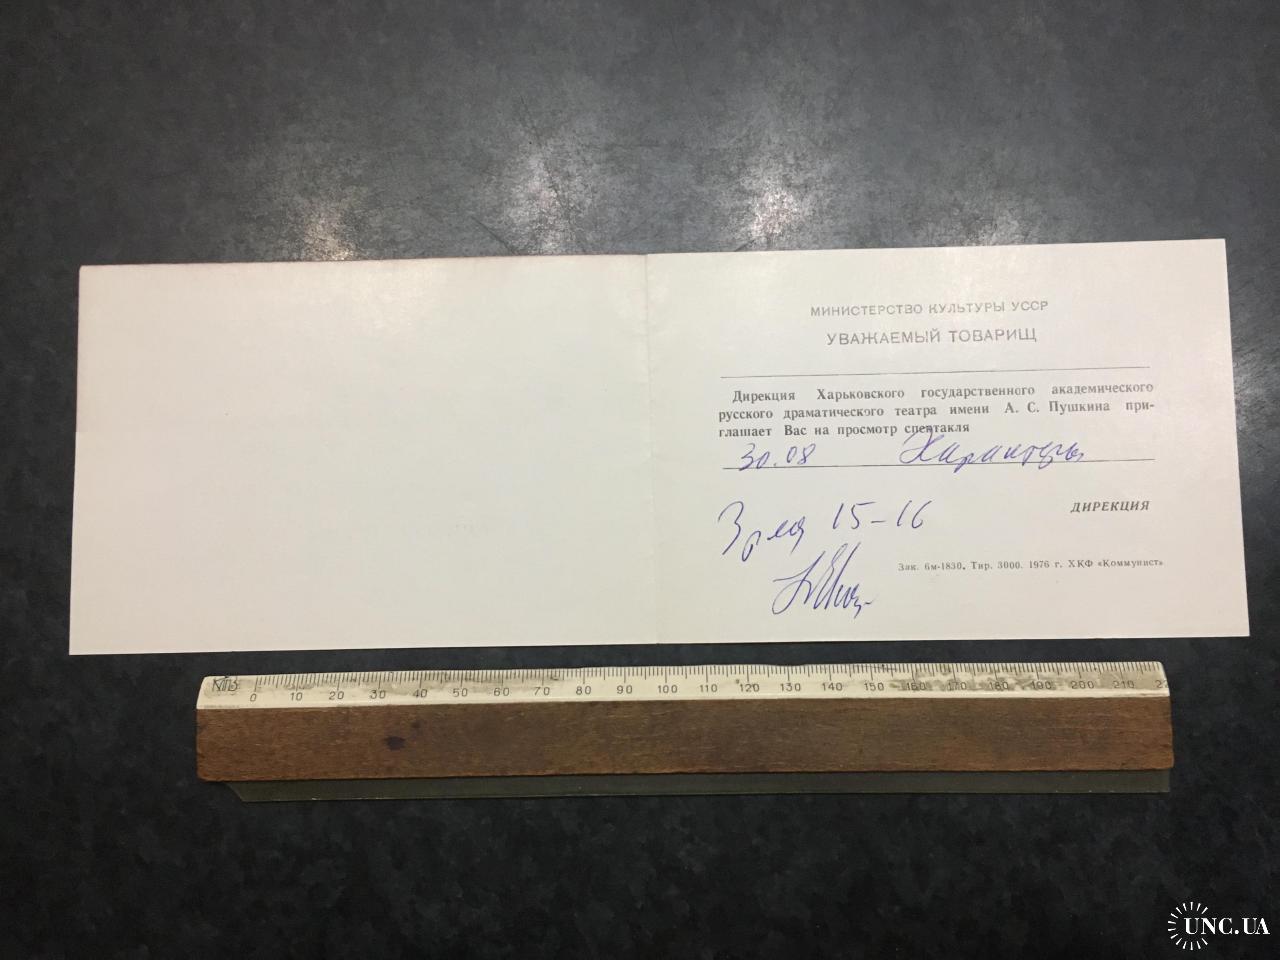 МИНИСТЕРСТВО КУЛЬТУРЫ УССР
УВАЖАЕМЫЙ ТОВАРИЩ
Дирекция Харьковского государственного академического
русского драматического театра имени А. С. Пушкина при-
глашает Вас на просмотр спектакля
30.08 Характеры
3 ряд 15-16
ДИРЕКЦИЯ
Зак. 6м-1830. Тир. 3000. 1976 г. ХКФ «Коммунист»
0 10 20 30 40 50 60 70 80 90 100 110 120 130 140 150 160 170 180 190 200 210
UNC.UA